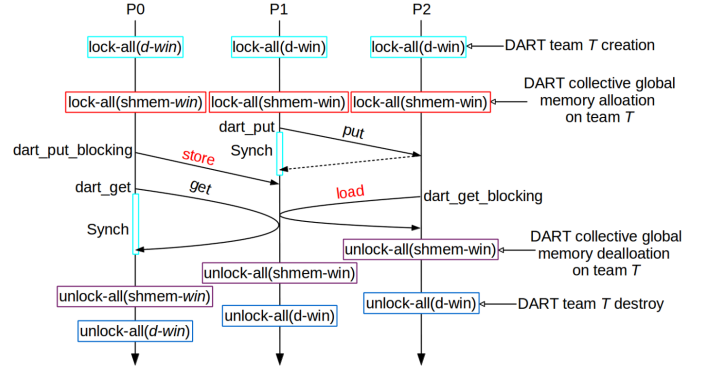 P0 P1 P2
lock-all(d-win) lock-all(d-win) lock-all(d-win) DART team T creation
DART collective global
memory alloation
on team T
lock-all(shmem-win) lock-all(shmem-win) lock-all(shmem-win)
dart_put put
Synch
dart_put_blocking store
dart_get get load dart_get_blocking
Synch
DART collective global
memory dealloation
on team T
unlock-all(shmem-win)
unlock-all(shmem-win)
unlock-all(shmem-win)
unlock-all(d-win) DART team T destroy
unlock-all(d-win)
unlock-all(d-win)